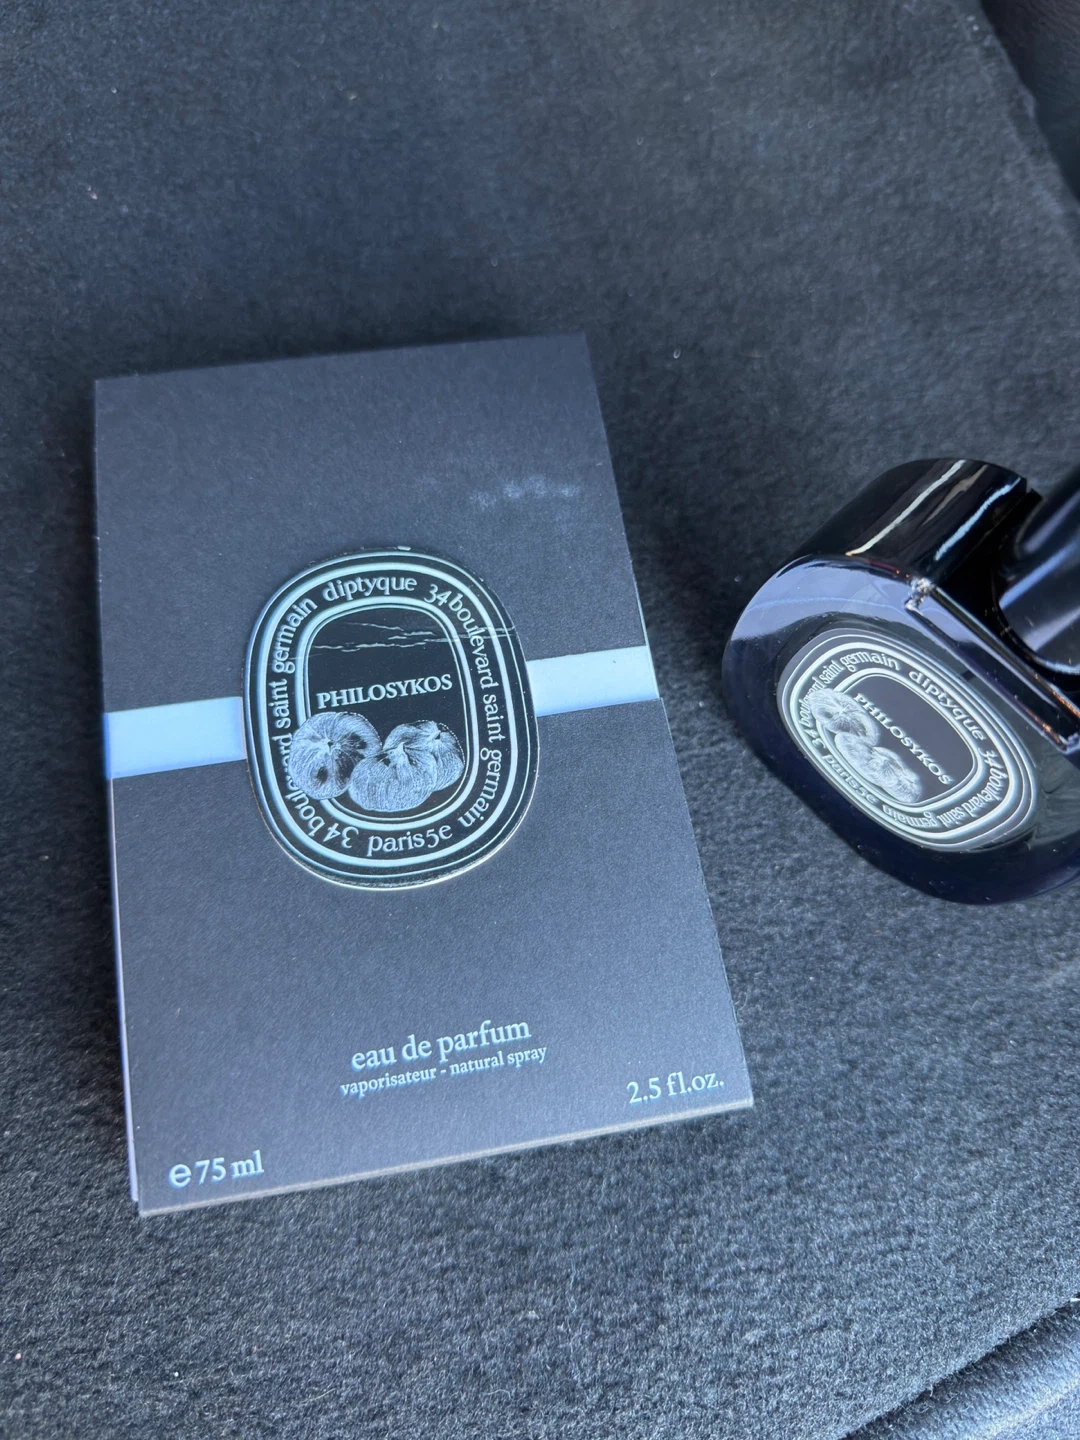 diptyque 34 boulevard saint germain paris5e 34 boulevard saint germain
PHILOSYKOS
eau de parfum
vaporisateur - natural spray
2.5 fl.oz.
e 75 ml
diptyque 34 boulevard saint germain paris5e 34 boulevard saint germain
PHILOSYKOS